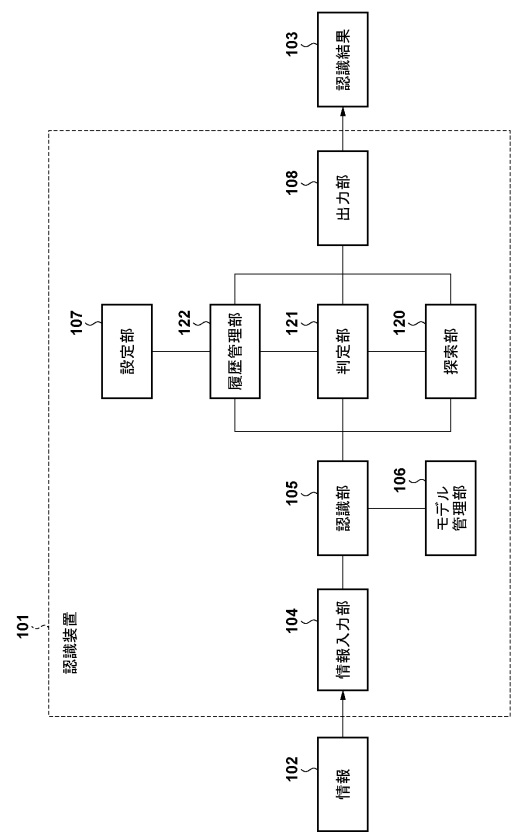 101
認識装置
102
情報
104
情報入力部
105
認識部
106
モデル
管理部
107
設定部
122
履歴管理部
121
判定部
120
探索部
108
出力部
103
認識結果